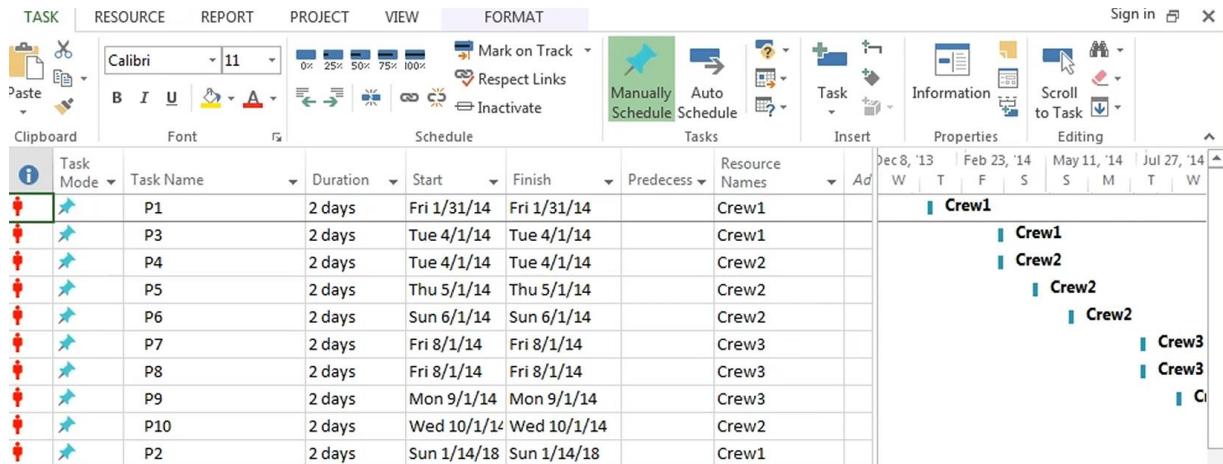 TASK RESOURCE REPORT PROJECT VIEW FORMAT Sign in
Calibri 11 0% 25% 50% 75% 100% Mark on Track
Respect Links
Paste B I U A Inactivate Manually Schedule Auto Schedule Task Information Scroll to Task
Clipboard Font Schedule Tasks Insert Properties Editing
Task Mode Task Name Duration Start Finish Predecess Resource Names Ad Dec 8, '13 Feb 23, '14 May 11, '14 Jul 27, '14
W T F S S M T W
P1 2 days Fri 1/31/14 Fri 1/31/14 Crew1 Crew1
P3 2 days Tue 4/1/14 Tue 4/1/14 Crew1 Crew1
P4 2 days Tue 4/1/14 Tue 4/1/14 Crew2 Crew2
P5 2 days Thu 5/1/14 Thu 5/1/14 Crew2 Crew2
P6 2 days Sun 6/1/14 Sun 6/1/14 Crew2 Crew2
P7 2 days Fri 8/1/14 Fri 8/1/14 Crew3 Crew3
P8 2 days Fri 8/1/14 Fri 8/1/14 Crew3 Crew3
P9 2 days Mon 9/1/14 Mon 9/1/14 Crew3
P10 2 days Wed 10/1/14 Wed 10/1/14 Crew2
P2 2 days Sun 1/14/18 Sun 1/14/18 Crew1